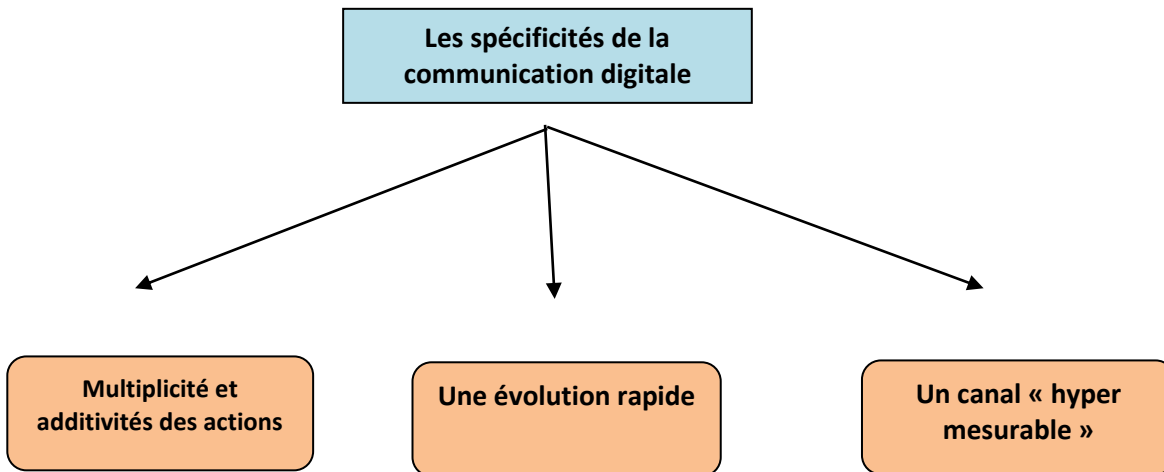 Les spécificités de la
communication digitale
Multiplicité et
additivités des actions
Une évolution rapide
Un canal « hyper
mesurable »